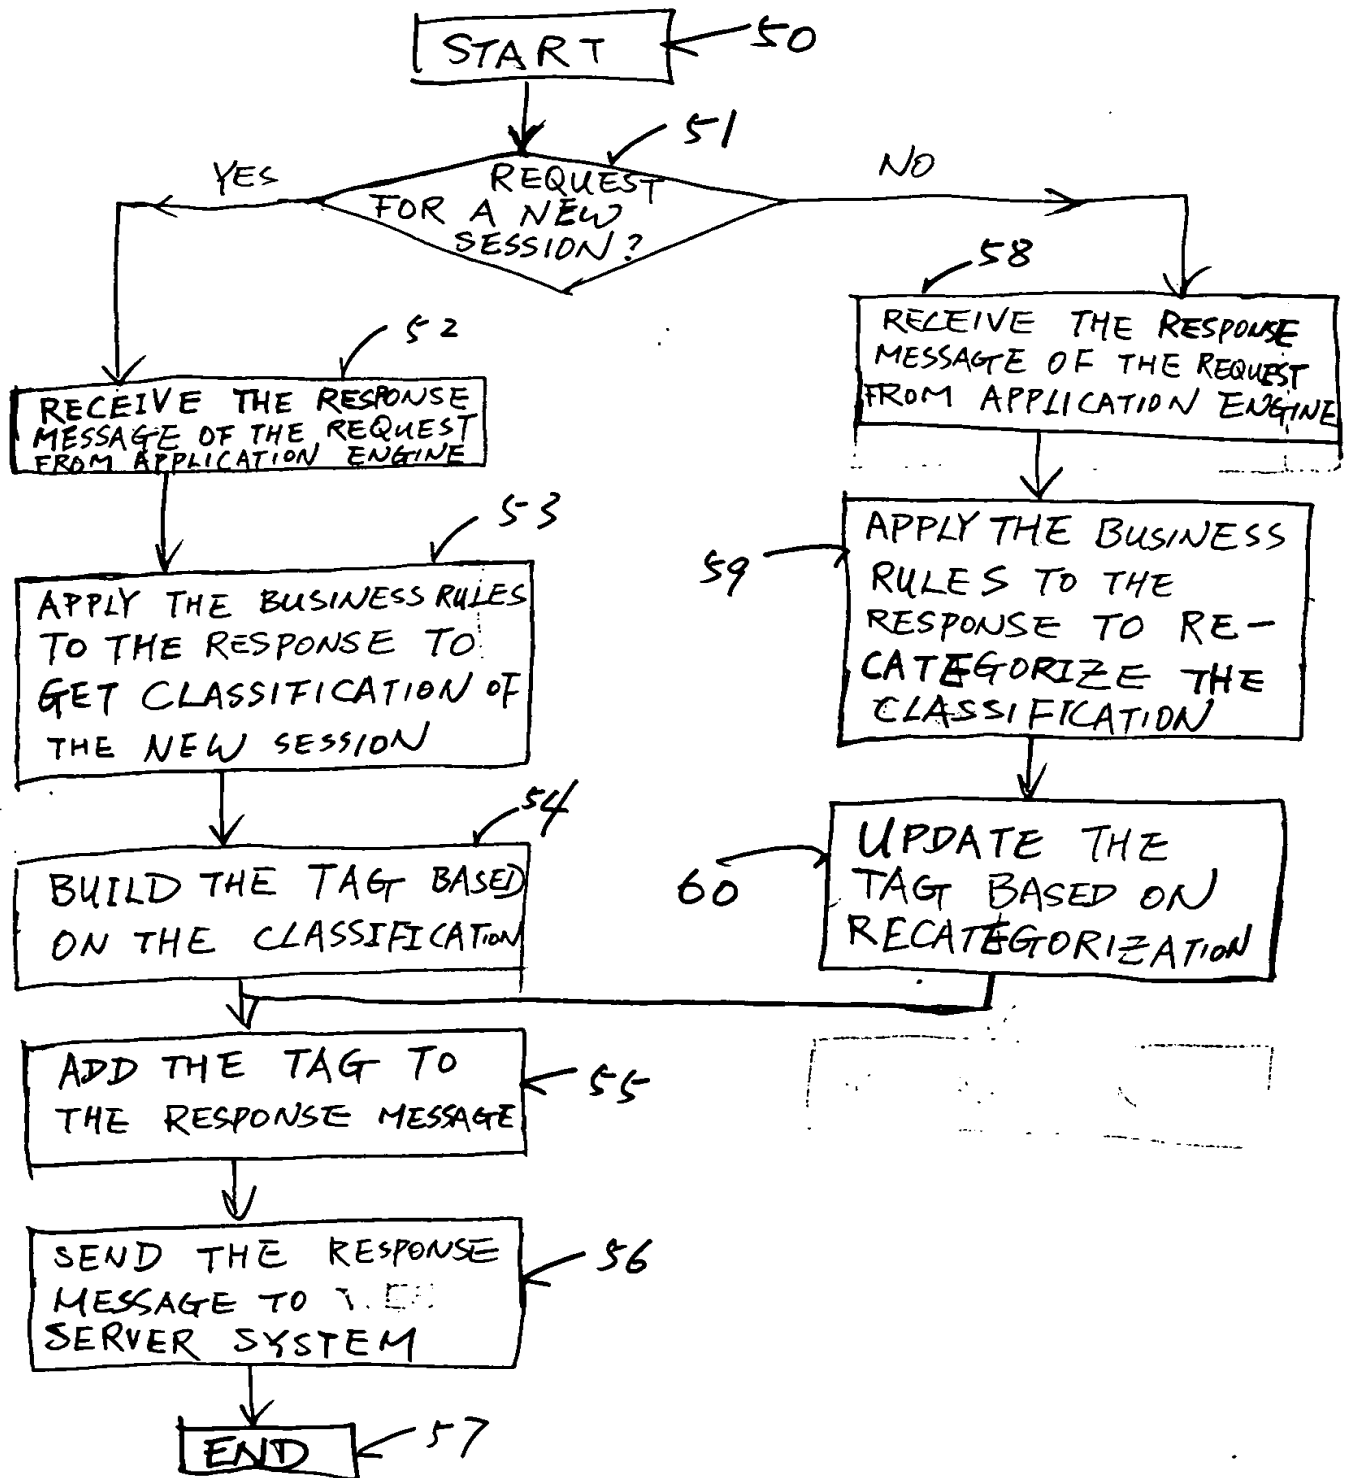 START
50
51
YES
REQUEST
FOR A NEW
SESSION?
NO
52
RECEIVE THE RESPONSE
MESSAGE OF THE REQUEST
FROM APPLICATION ENGINE
53
APPLY THE BUSINESS RULES
TO THE RESPONSE TO
GET CLASSIFICATION OF
THE NEW SESSION
54
BUILD THE TAG BASED
ON THE CLASSIFICATION
58
RECEIVE THE RESPONSE
MESSAGE OF THE REQUEST
FROM APPLICATION ENGINE
59
APPLY THE BUSINESS
RULES TO THE
RESPONSE TO RE-
CATEGORIZE THE
CLASSIFICATION
60
UPDATE THE
TAG BASED ON
RECATEGORIZATION
ADD THE TAG TO
THE RESPONSE MESSAGE
55
SEND THE RESPONSE
MESSAGE TO
SERVER SYSTEM
56
END
57